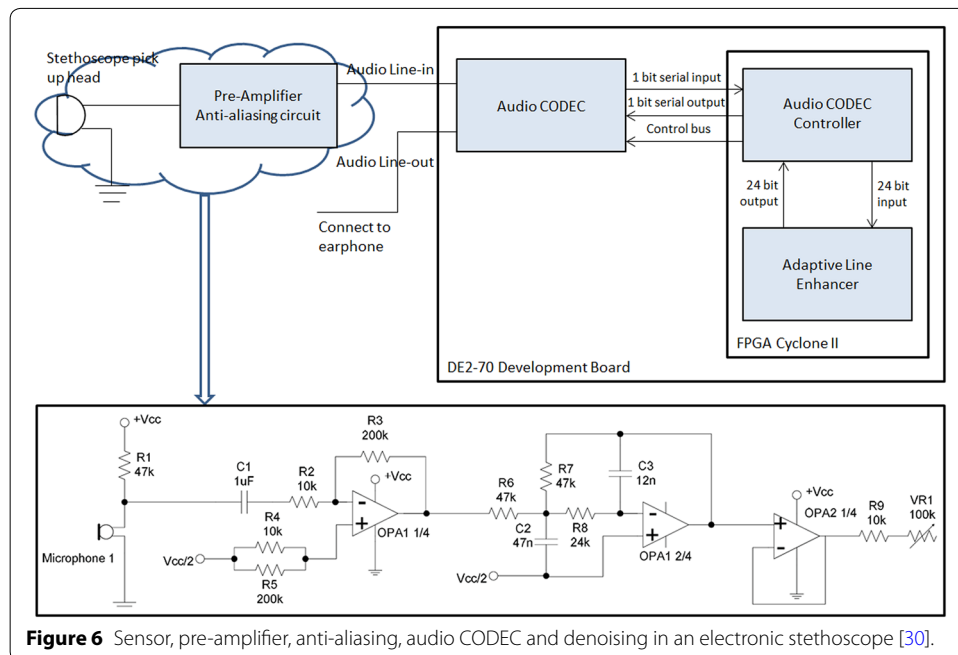 Stethoscope pick
up head
Pre-Amplifier
Anti-aliasing circuit
Audio Line-in
Audio Line-out
Connect to
earphone
Audio CODEC
1 bit serial input
1 bit serial output
Control bus
Audio CODEC
Controller
24 bit
output
24 bit
input
Adaptive Line
Enhancer
FPGA Cyclone II
DE2-70 Development Board
+Vcc
R1
47k
Microphone 1
C1
1uF
R2
10k
R3
200k
+Vcc
OPA1 1/4
R4
10k
Vcc/2
R5
200k
R6
47k
R7
47k
C3
12n
C2
47n
R8
24k
OPA1 2/4
Vcc/2
+Vcc
OPA2 1/4
R9
10k
VR1
100k
Figure 6 Sensor, pre-amplifier, anti-aliasing, audio CODEC and denoising in an electronic stethoscope [30].